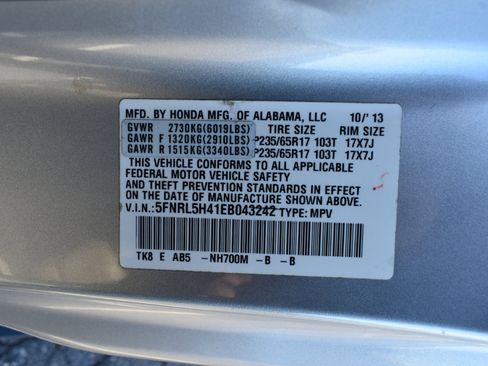 MFD. BY HONDA MFG. OF ALABAMA, LLC 10/'13
GVWR 2730KG(6019LBS) TIRE SIZE RIM SIZE
GAWR F 1320KG(2910LBS) P235/65R17 103T 17X7J
GAWR R 1515KG(3340LBS) P235/65R17 103T 17X7J
THIS VEHICLE CONFORMS TO ALL APPLICABLE
FEDERAL MOTOR VEHICLE SAFETY AND
THEFT PREVENTION STANDARDS IN EFFECT
ON THE DATE OF MANUFACTURE SHOWN ABOVE.
V.I.N.: 5FNRL5H41EB043242 TYPE: MPV
TK8 E AB5 -NH700M -B -B